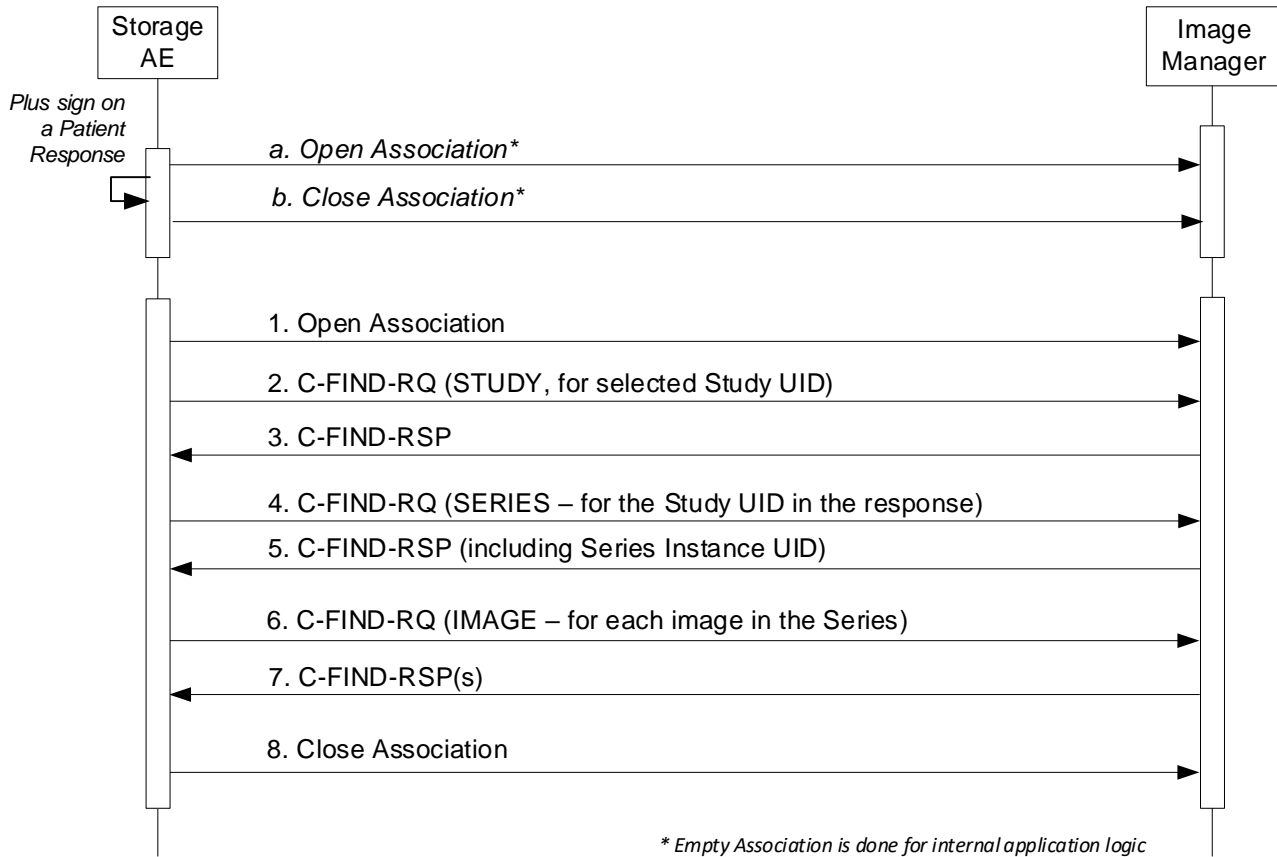 Storage
AE
Image
Manager
Plus sign on
a Patient
Response
a. Open Association*
b. Close Association*
1. Open Association
2. C-FIND-RQ (STUDY, for selected Study UID)
3. C-FIND-RSP
4. C-FIND-RQ (SERIES – for the Study UID in the response)
5. C-FIND-RSP (including Series Instance UID)
6. C-FIND-RQ (IMAGE – for each image in the Series)
7. C-FIND-RSP(s)
8. Close Association
* Empty Association is done for internal application logic